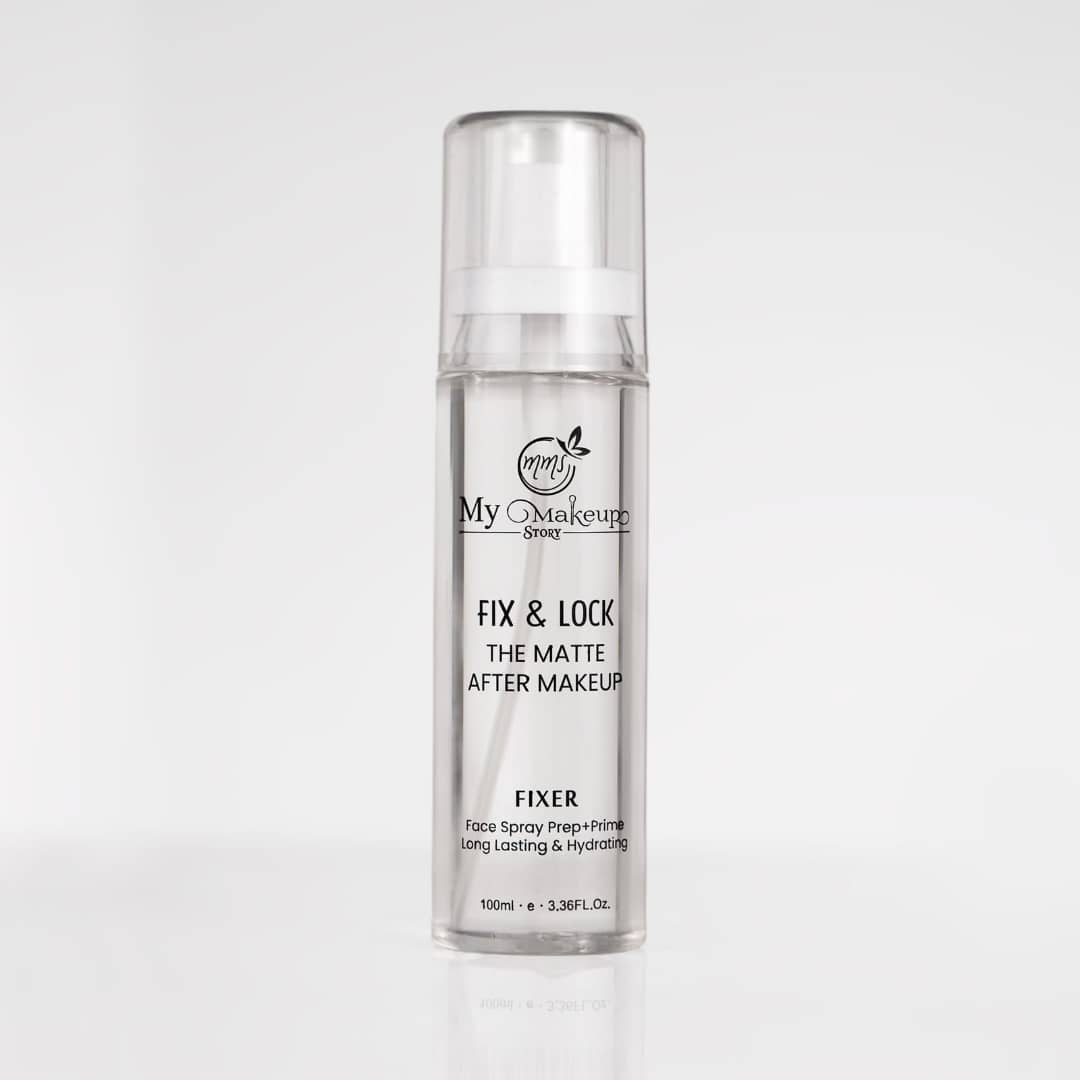 mms
My Makeup
STORY
FIX & LOCK
THE MATTE
AFTER MAKEUP
FIXER
Face Spray Prep+Prime
Long Lasting & Hydrating
100ml · e · 3.36FL.Oz.